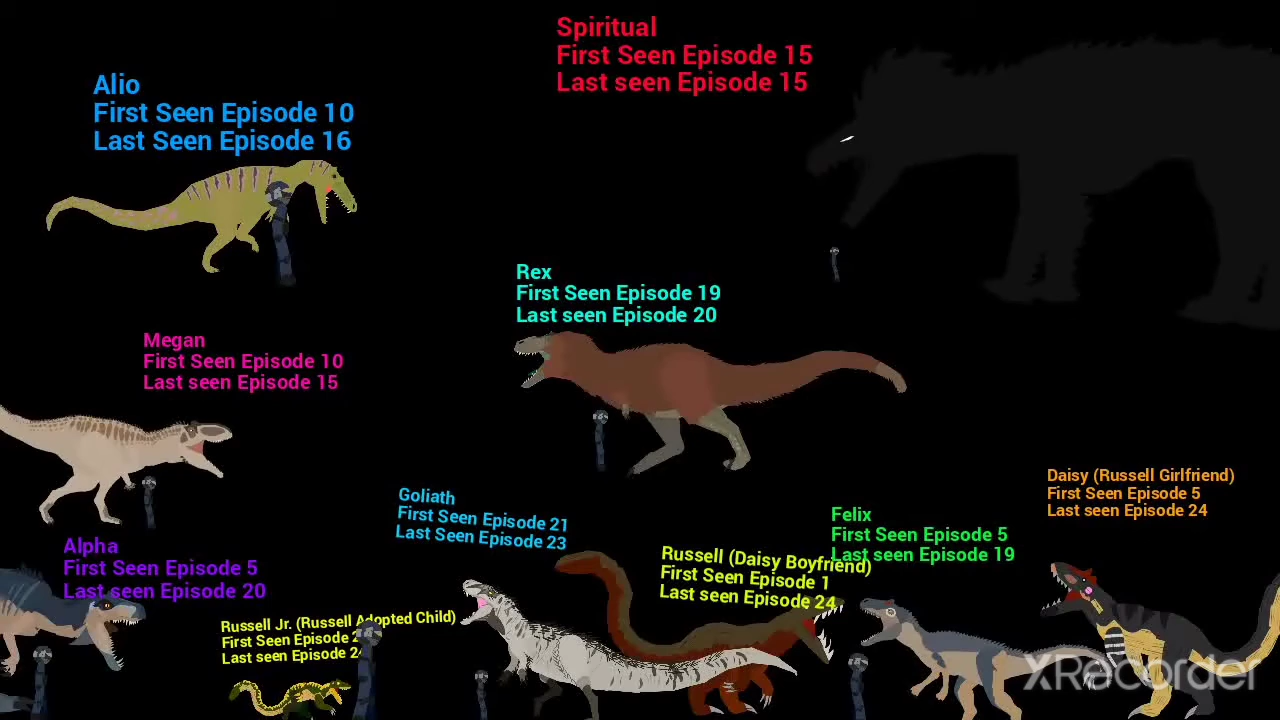 Spiritual
First Seen Episode 15
Last seen Episode 15
Alio
First Seen Episode 10
Last Seen Episode 16
Rex
First Seen Episode 19
Last seen Episode 20
Megan
First Seen Episode 10
Last seen Episode 15
Daisy (Russell Girlfriend)
First Seen Episode 5
Last seen Episode 24
Goliath
First Seen Episode 21
Last Seen Episode 23
Felix
First Seen Episode 5
Last seen Episode 19
Alpha
First Seen Episode 5
Last seen Episode 20
Russell (Daisy Boyfriend)
First Seen Episode 1
Last seen Episode 24
Russell Jr. (Russell Adopted Child)
First Seen Episode
Last seen Episode 24
XRecorder